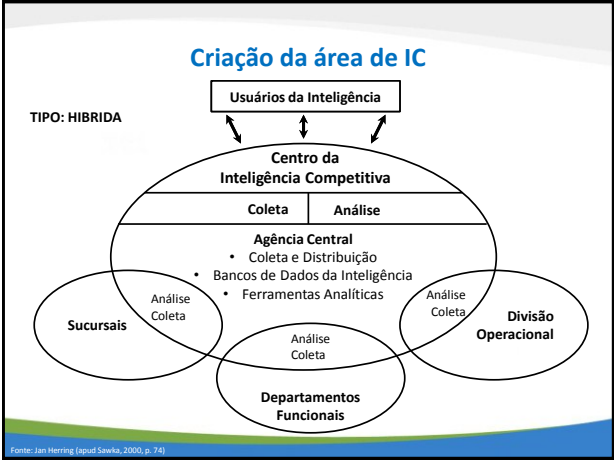 Criação da área de IC
Usuários da Inteligência
TIPO: HIBRIDA
Centro da
Inteligência Competitiva
Coleta Análise
Agência Central
• Coleta e Distribuição
• Bancos de Dados da Inteligência
• Ferramentas Analíticas
Análise
Coleta
Sucursais
Análise
Coleta
Divisão
Operacional
Análise
Coleta
Departamentos
Funcionais
Fonte: Jan Herring (apud Sawka, 2000, p. 74)